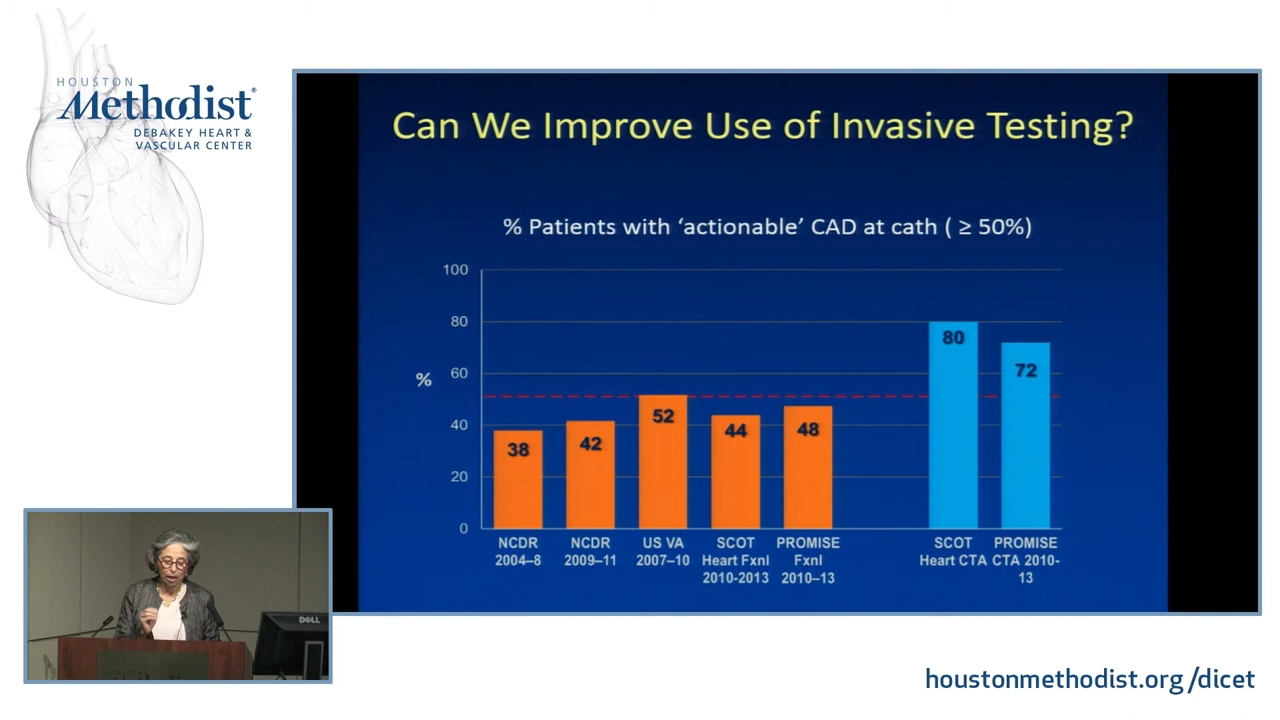 HOUSTON
Methodist®
DEBAKEY HEART &
VASCULAR CENTER
Can We Improve Use of Invasive Testing?
% Patients with ‘actionable’ CAD at cath ( ≥ 50%)
100
80
60
40
20
0
%
38
42
52
44
48
80
72
NCDR
2004–8
NCDR
2009–11
US VA
2007–10
SCOT
Heart Fxnl
2010-2013
PROMISE
Fxnl
2010–13
SCOT
Heart CTA
PROMISE
CTA 2010-
13
DELL
HOUSTON
houstonmethodist.org/dicet